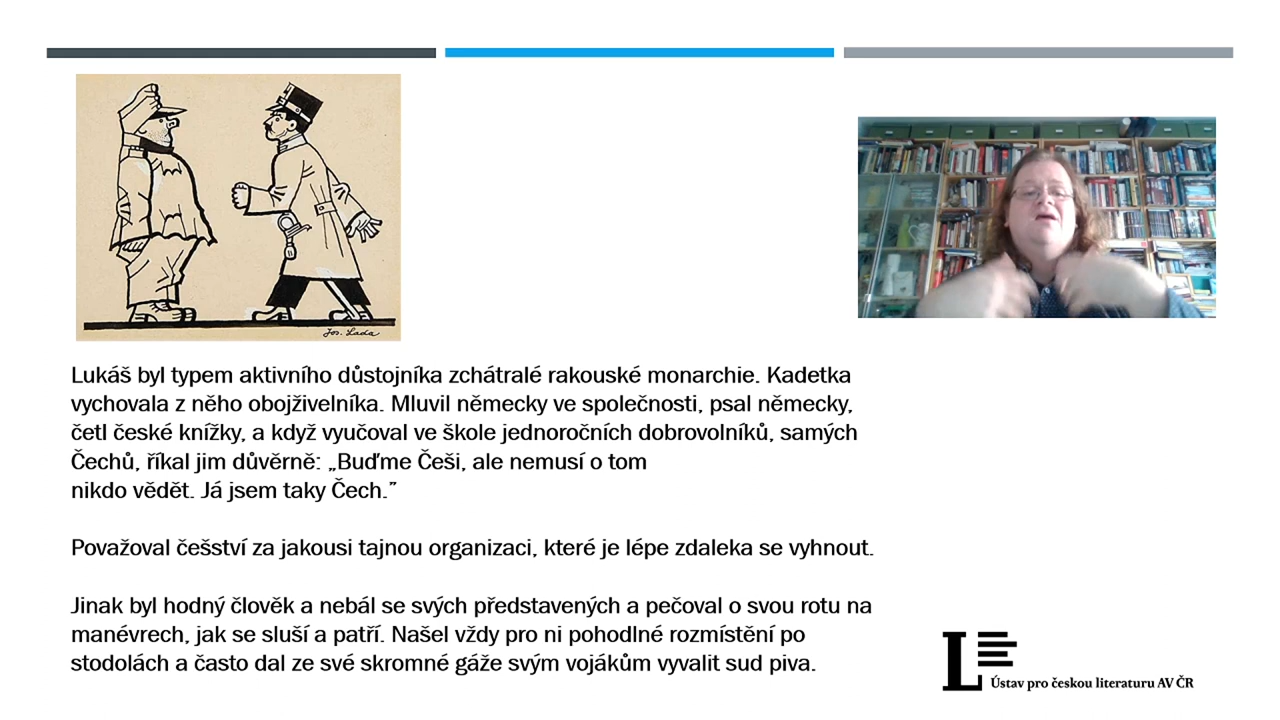 Jos. Lada
Lukáš byl typem aktivního důstojníka zchátralé rakouské monarchie. Kadetka
vychovala z něho obojživelníka. Mluvil německy ve společnosti, psal německy,
četl české knížky, a když vyučoval ve škole jednoročních dobrovolníků, samých
Čechů, říkal jim důvěrně: „Buďme Češi, ale nemusí o tom
nikdo vědět. Já jsem taky Čech.”
Považoval češství za jakousi tajnou organizaci, které je lépe zdaleka se vyhnout.
Jinak byl hodný člověk a nebál se svých představených a pečoval o svou rotu na
manévrech, jak se sluší a patří. Našel vždy pro ni pohodlné rozmístění po
stodolách a často dal ze své skromné gáže svým vojákům vyvalit sud piva.
Ústav pro českou literaturu AV ČR